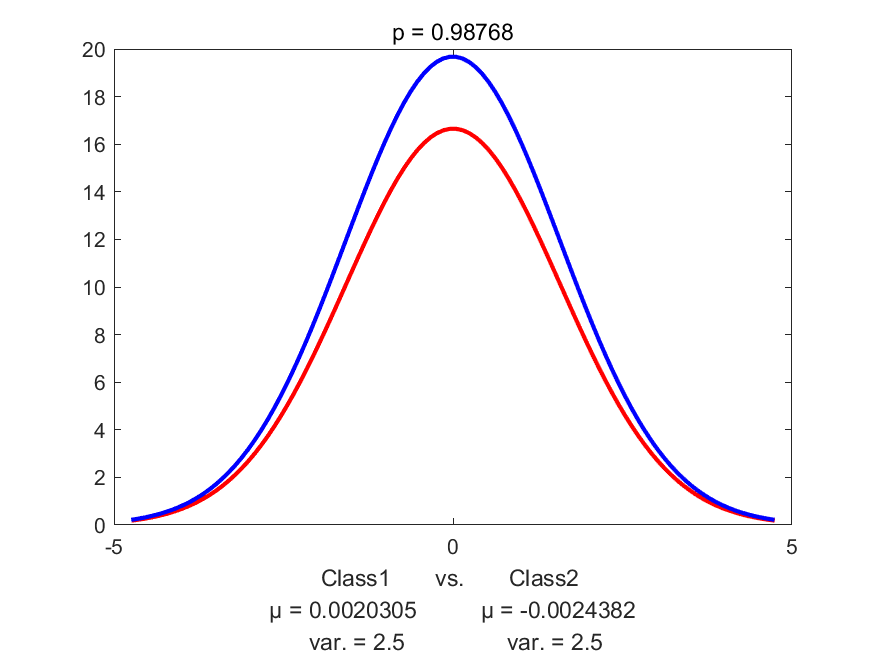 p = 0.98768
20
18
16
14
12
10
8
6
4
2
0
-5 0 5
Class1 vs. Class2
μ = 0.0020305 μ = -0.0024382
var. = 2.5 var. = 2.5